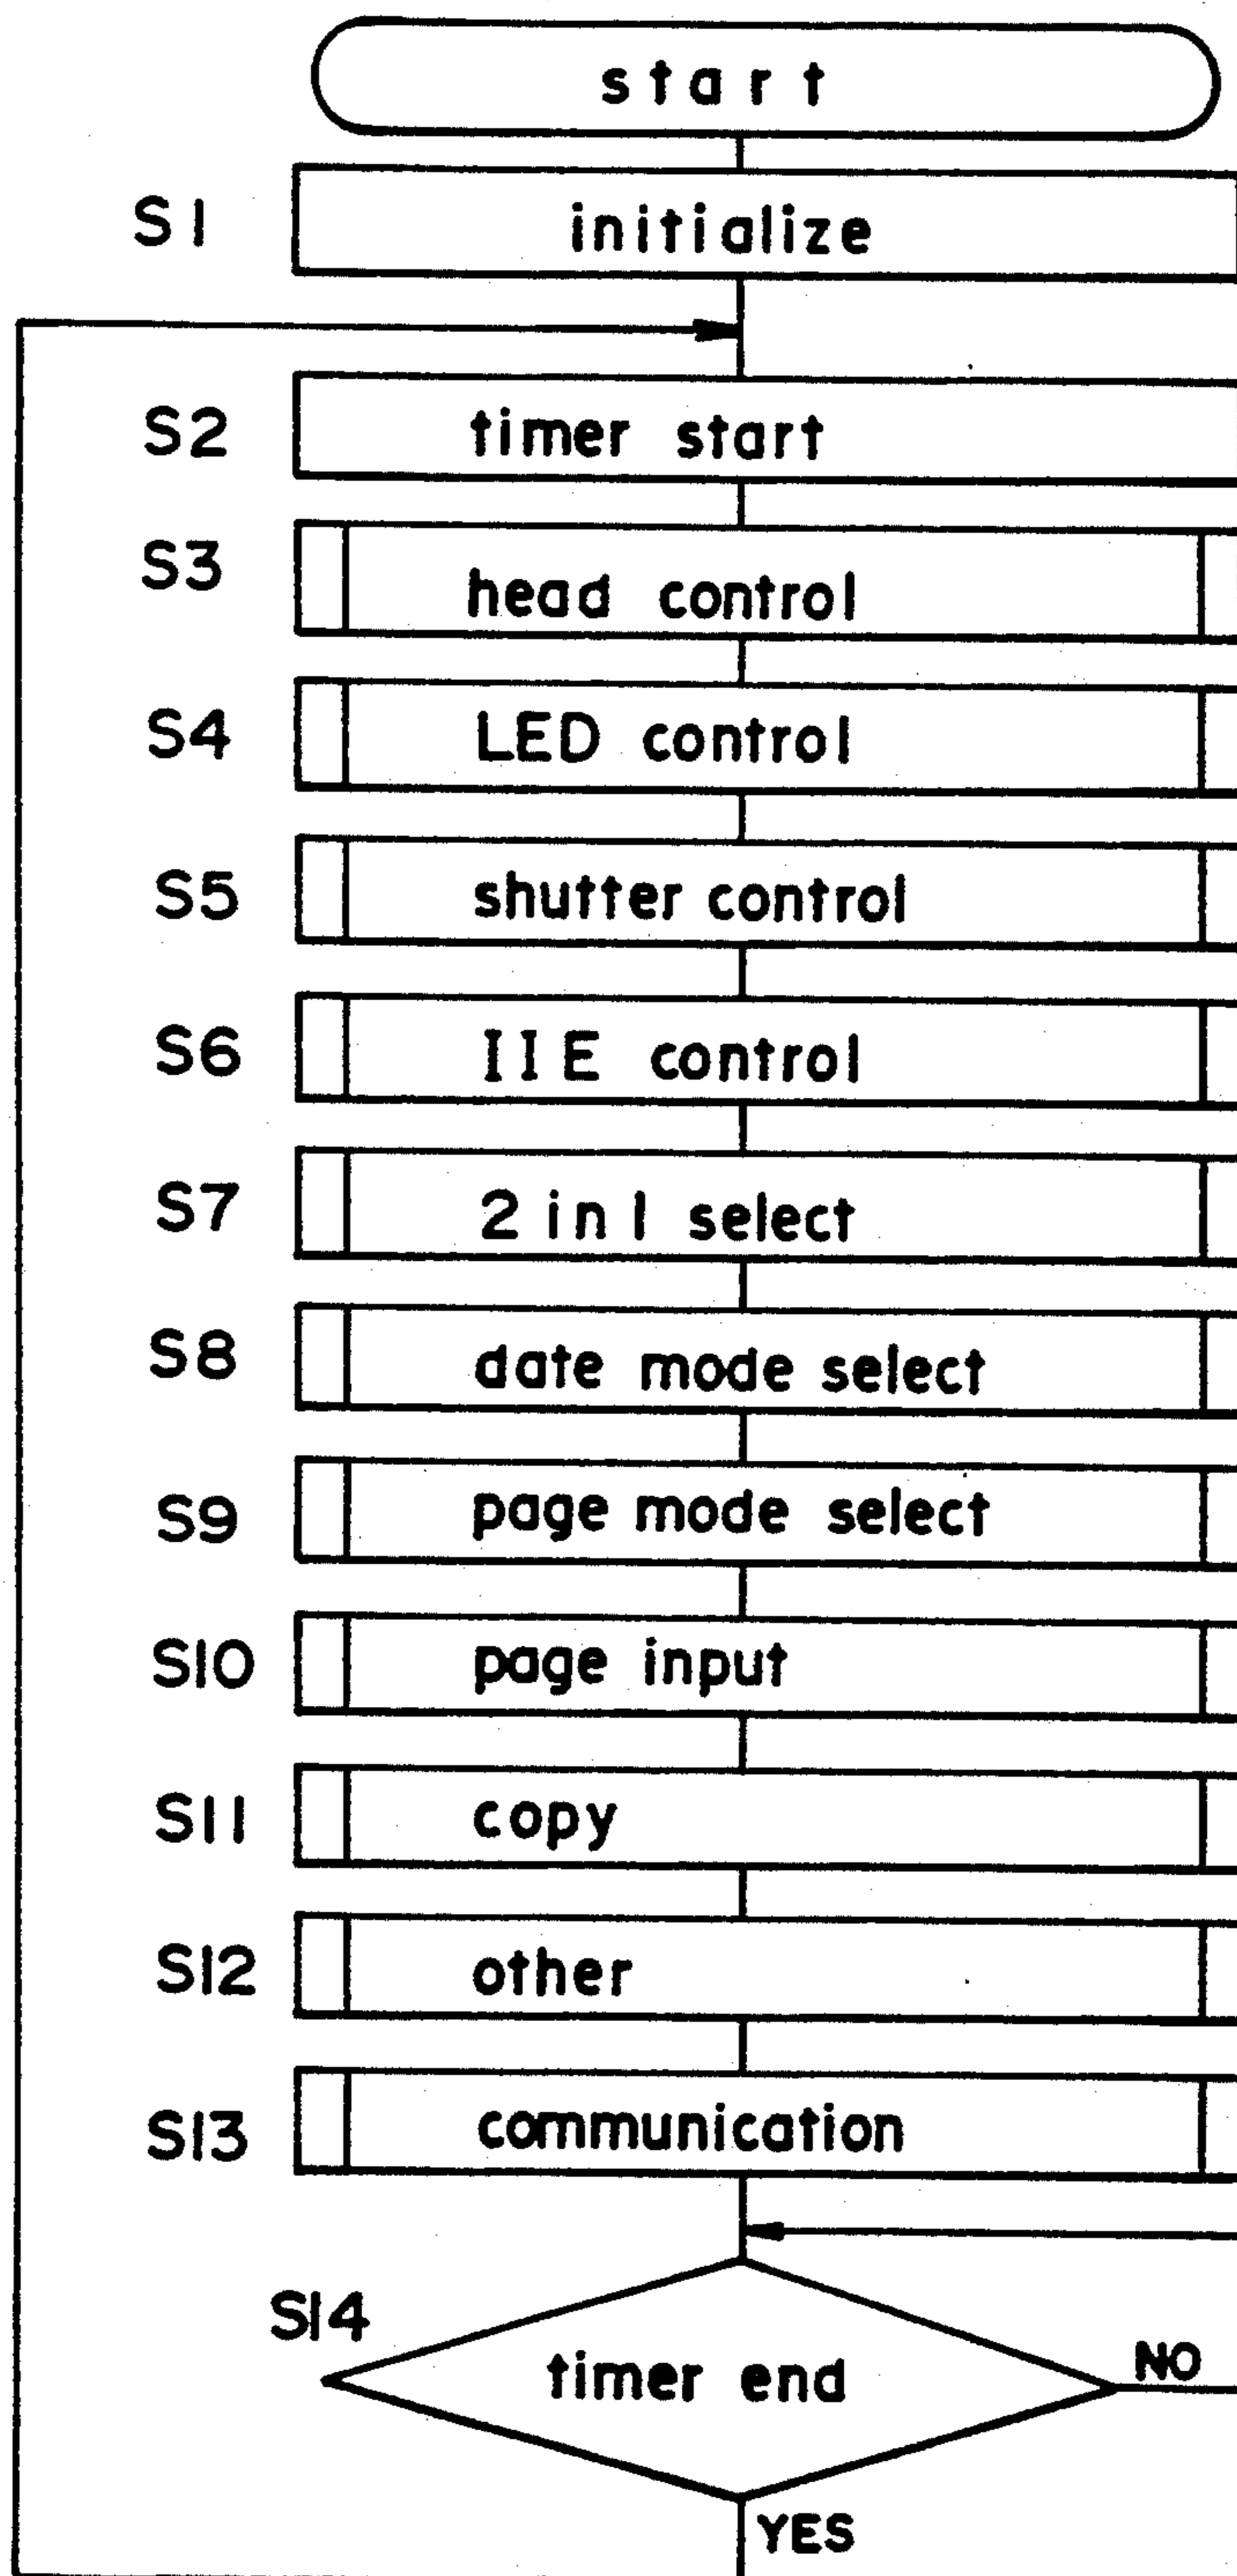 start
S1 initialize
S2 timer start
S3 head control
S4 LED control
S5 shutter control
S6 IIE control
S7 2 in 1 select
S8 date mode select
S9 page mode select
S10 page input
S11 copy
S12 other
S13 communication
S14 timer end NO
YES